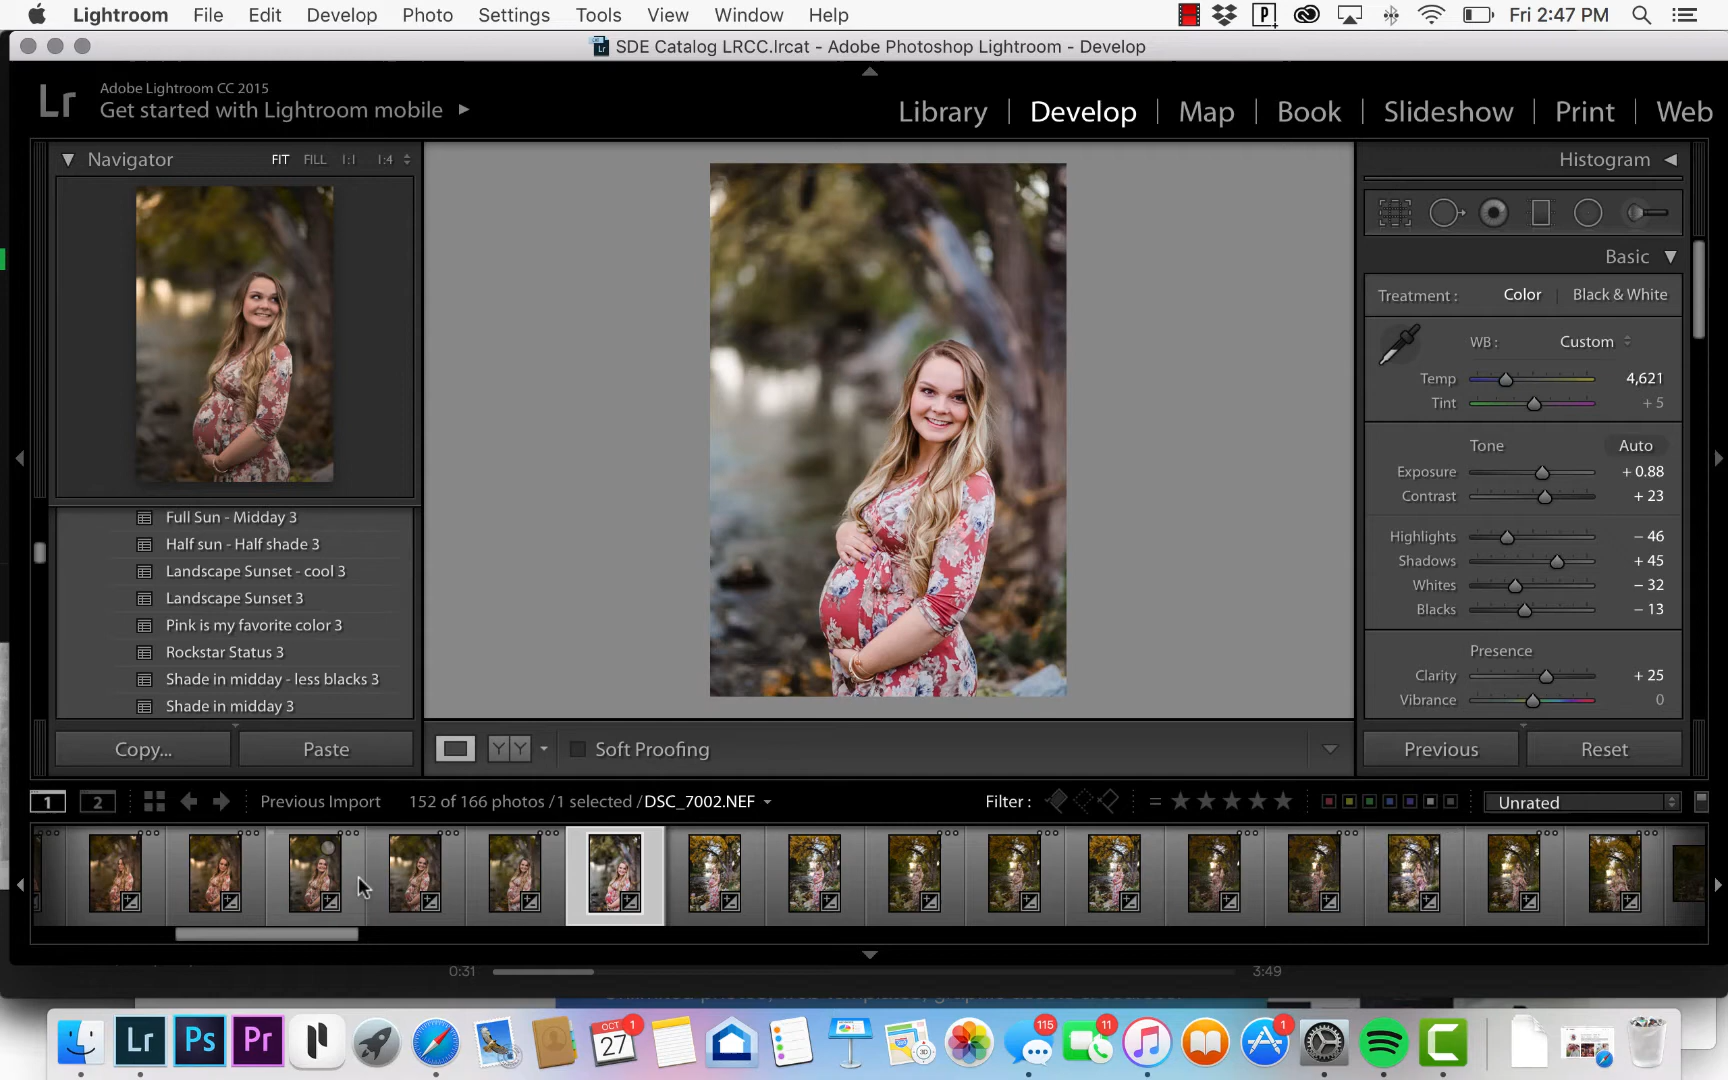 Lightroom File Edit Develop Photo Settings Tools View Window Help Fri 2:47 PM
SDE Catalog LRCC.lrcat - Adobe Photoshop Lightroom - Develop
Lr Adobe Lightroom CC 2015
Get started with Lightroom mobile
Library | Develop | Map | Book | Slideshow | Print | Web
Navigator FIT FILL 1:1 1:4
Histogram
Basic
Treatment : Color Black & White
WB : Custom
Temp 4,621
Tint + 5
Tone Auto
Exposure + 0.88
Contrast + 23
Highlights – 46
Shadows + 45
Whites – 32
Blacks – 13
Presence
Clarity + 25
Vibrance 0
Full Sun - Midday 3
Half sun - Half shade 3
Landscape Sunset - cool 3
Landscape Sunset 3
Pink is my favorite color 3
Rockstar Status 3
Shade in midday - less blacks 3
Shade in midday 3
Copy... Paste
YY Soft Proofing
Previous Reset
1 2 Previous Import 152 of 166 photos / 1 selected / DSC_7002.NEF Filter : Unrated
0:31 3:49
Lr Ps Pr OCT 27 1 115 11 1